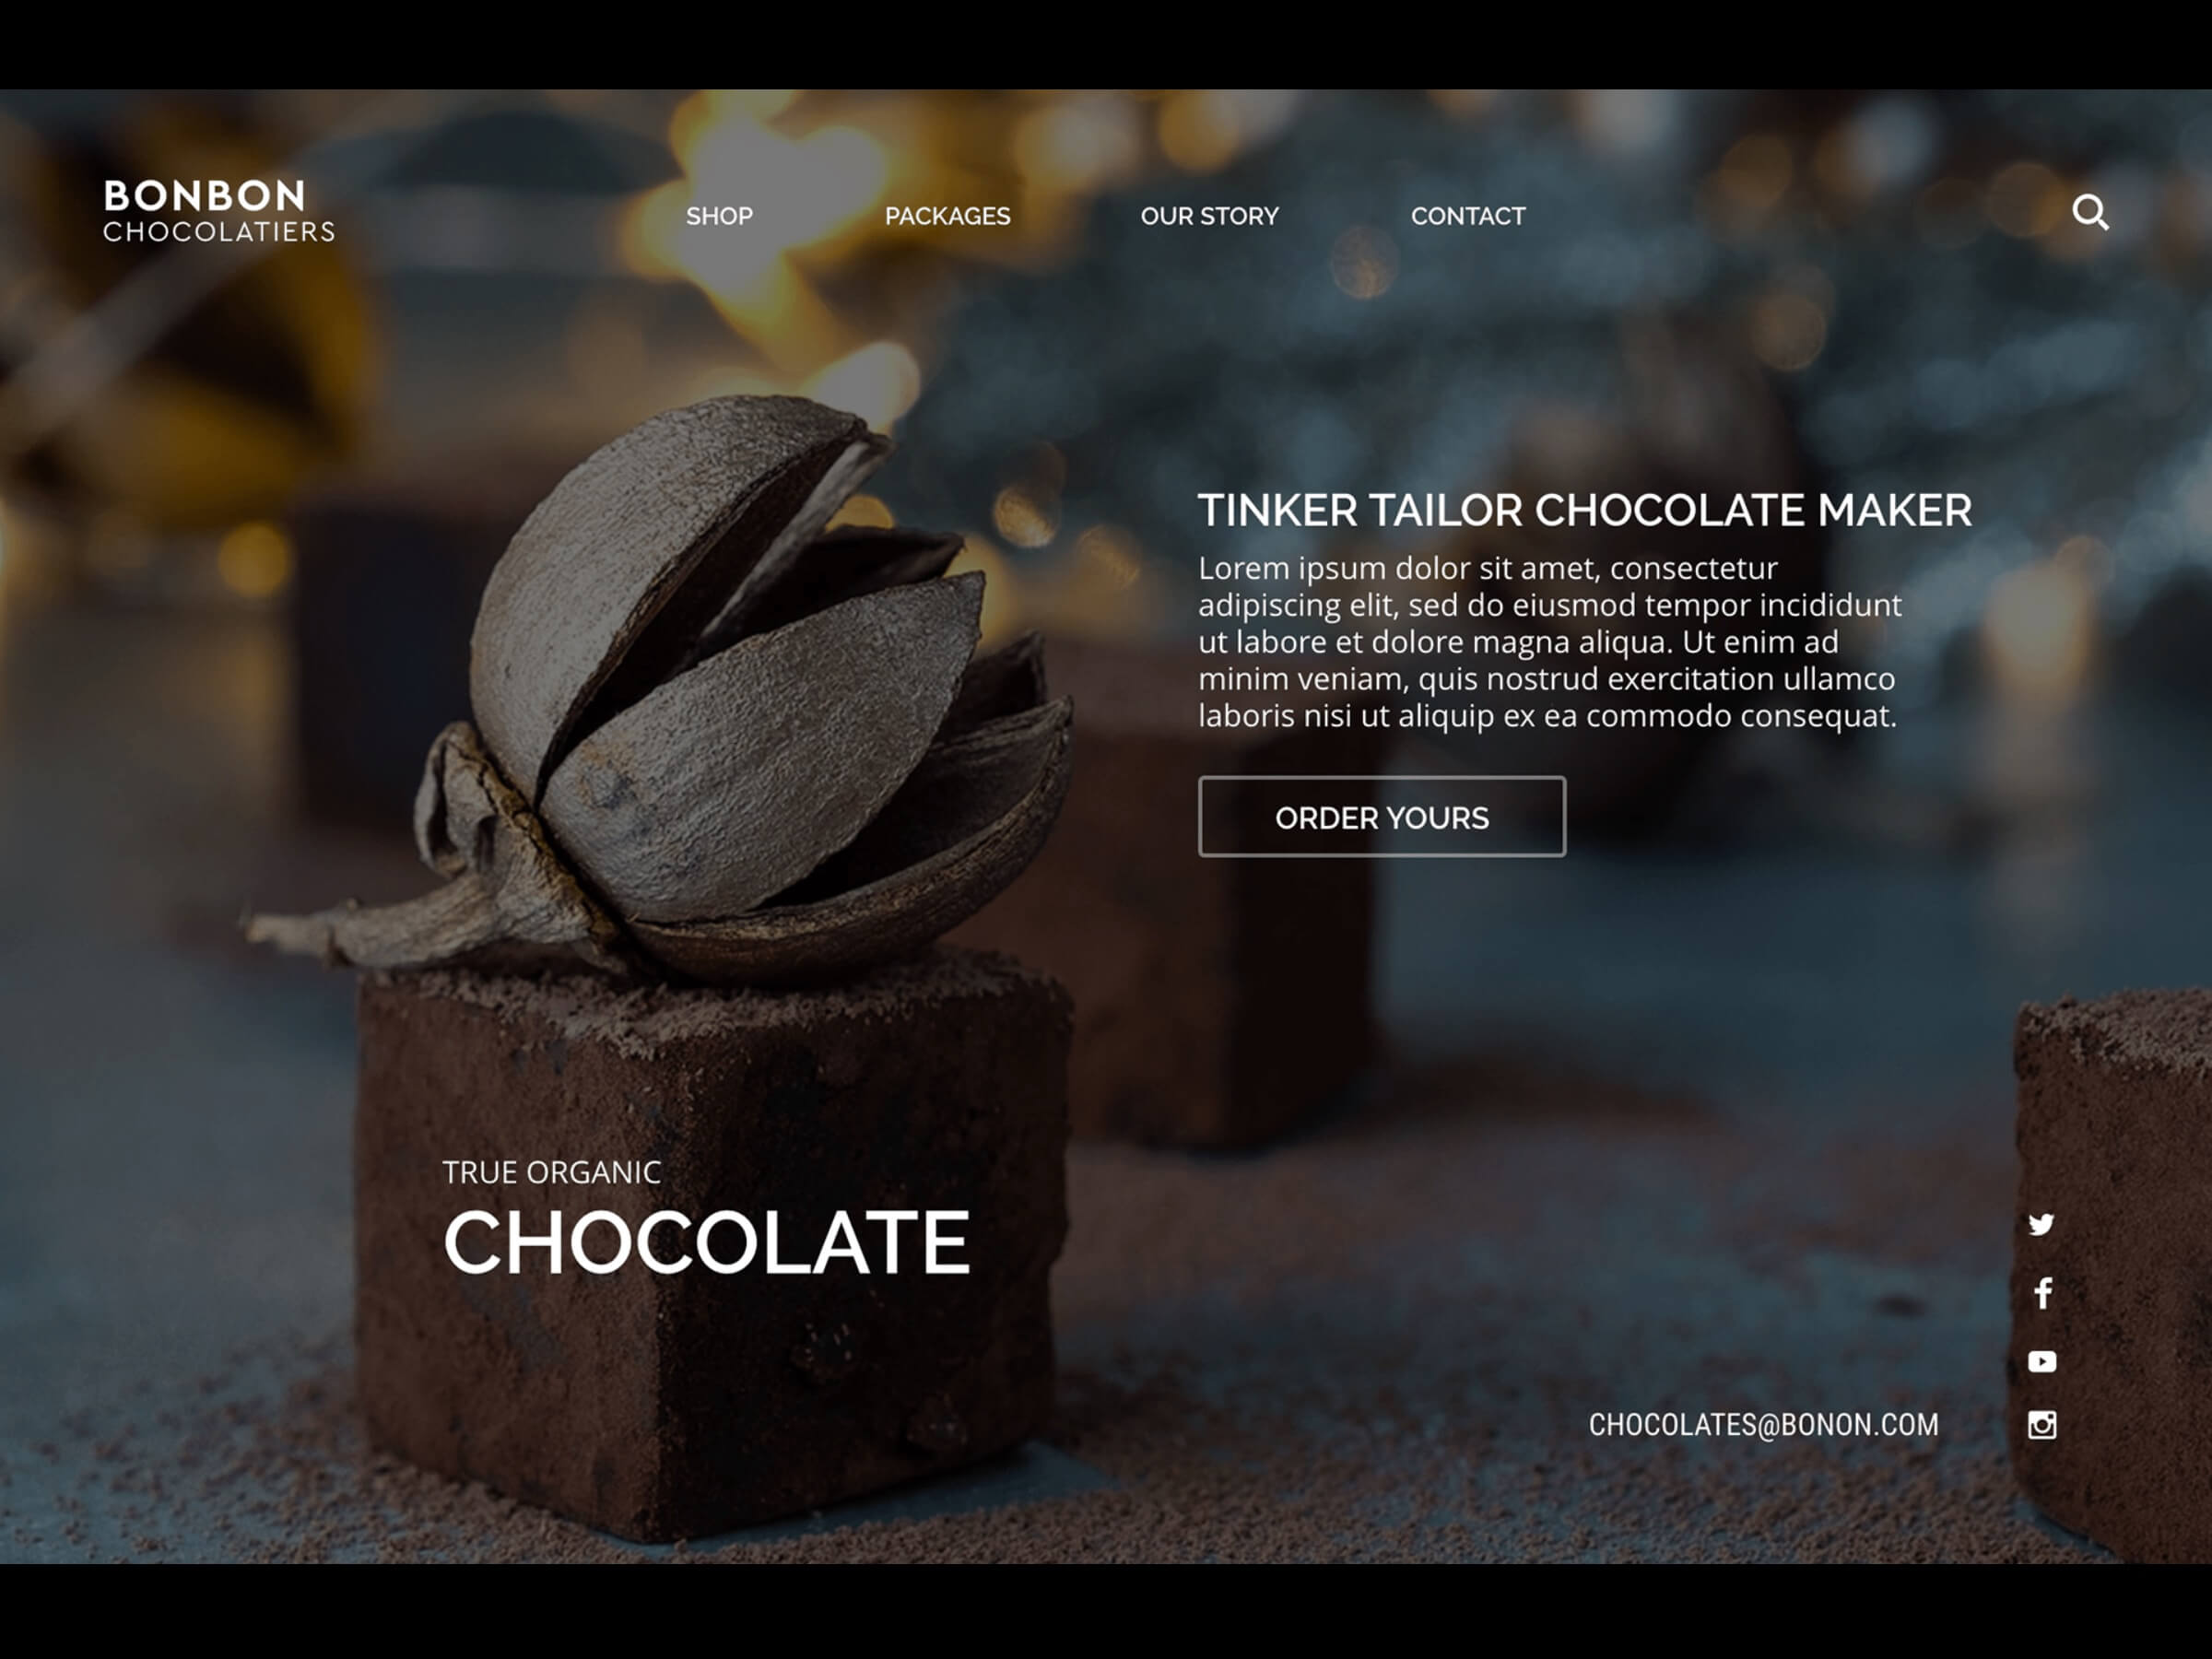 BONBON
CHOCOLATIERS
SHOP
PACKAGES
OUR STORY
CONTACT
TINKER TAILOR CHOCOLATE MAKER
Lorem ipsum dolor sit amet, consectetur
adipiscing elit, sed do eiusmod tempor incididunt
ut labore et dolore magna aliqua. Ut enim ad
minim veniam, quis nostrud exercitation ullamco
laboris nisi ut aliquip ex ea commodo consequat.
ORDER YOURS
TRUE ORGANIC
CHOCOLATE
CHOCOLATES@BONON.COM